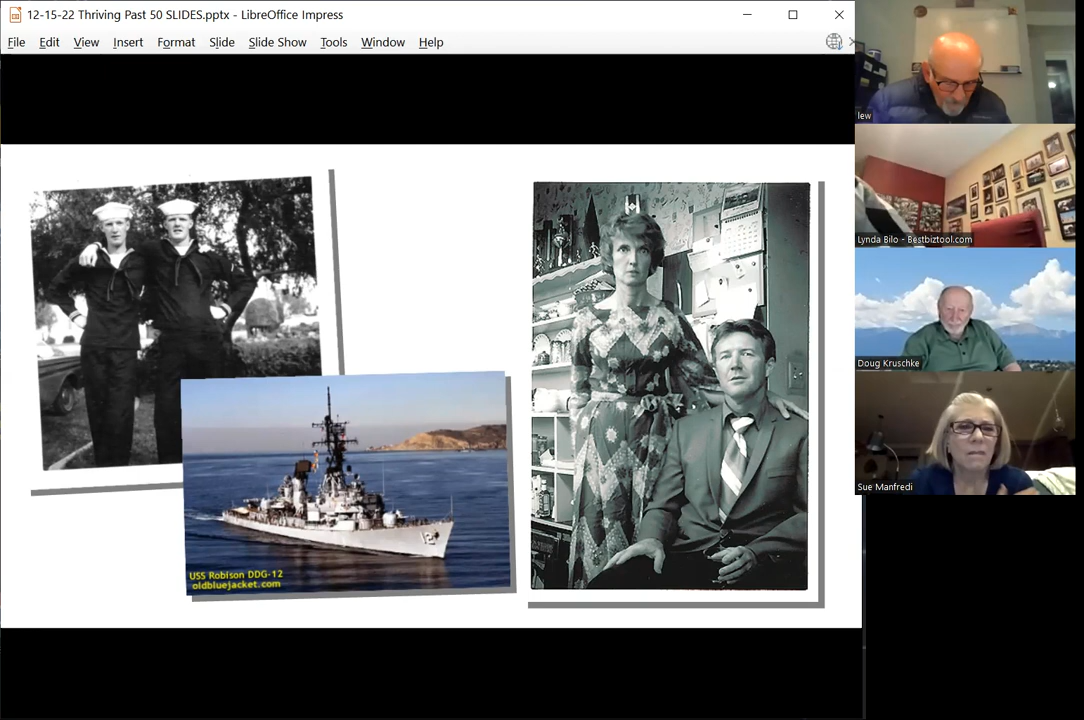 12-15-22 Thriving Past 50 SLIDES.pptx - LibreOffice Impress
File Edit View Insert Format Slide Slide Show Tools Window Help
12
USS Robison DDG-12
oldbluejacket.com
lew
Lynda Bilo - Bestbiztool.com
Doug Kruschke
Sue Manfredi